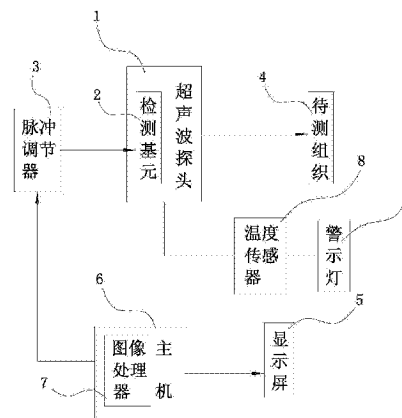 1
3
2
4
脉冲
调节
器
检测基元
超声波探头
待测组织
8
温度
传感
器
警示灯
6
5
图像
处理
器
主机
显示屏
7